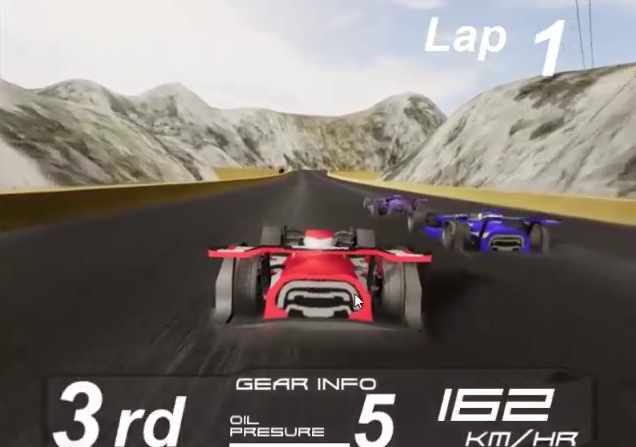 Lap 1
GEAR INFO
3rd
OIL
PRESURE
5
162
KM/HR